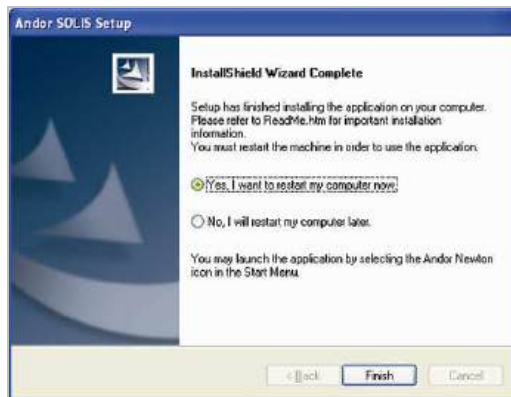 Andor SOLIS Setup
InstallShield Wizard Complete
Setup has finished installing the application on your computer.
Please refer to ReadMe.htm for important installation
information.
You must restart the machine in order to use the application.
Yes, I want to restart my computer now.
No, I will restart my computer later.
You may launch the application by selecting the Andor Newton
icon in the Start Menu
< Back
Finish
Cancel